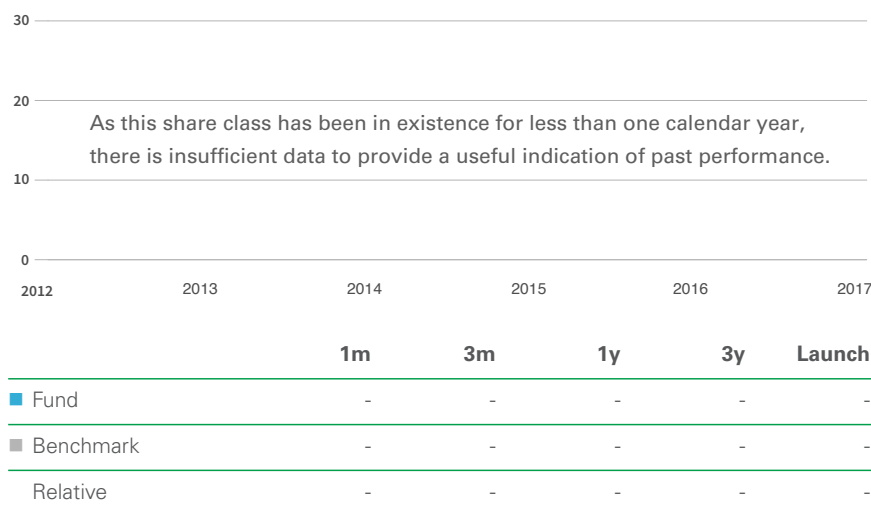 30
20
As this share class has been in existence for less than one calendar year,
there is insufficient data to provide a useful indication of past performance.
10
0
2012 2013 2014 2015 2016 2017
1m 3m 1y 3y Launch
Fund - - - - -
Benchmark - - - - -
Relative - - - - -